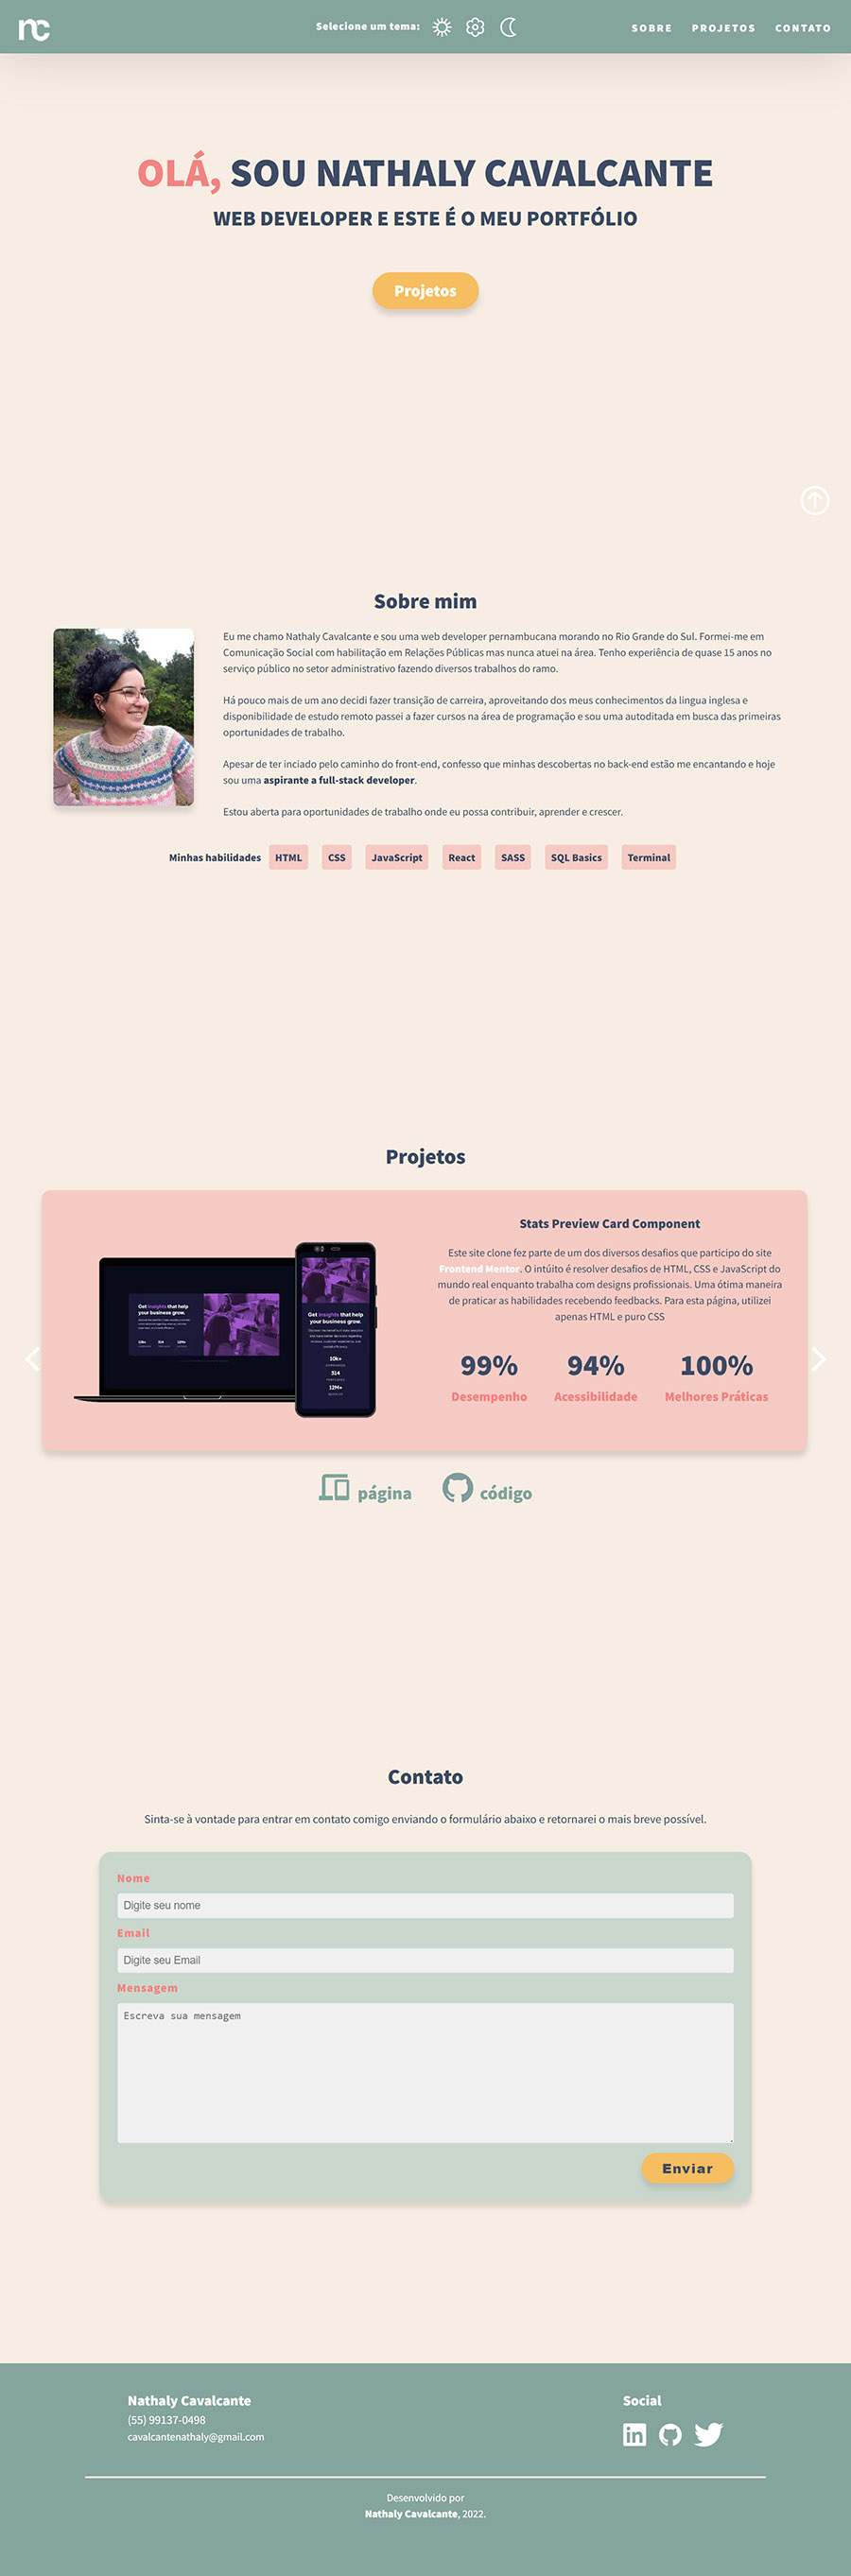 nc
Selecione um tema:
SOBRE PROJETOS CONTATO
OLÁ, SOU NATHALY CAVALCANTE
WEB DEVELOPER E ESTE É O MEU PORTFÓLIO
Projetos
Sobre mim
Eu me chamo Nathaly Cavalcante e sou uma web developer pernambucana morando no Rio Grande do Sul. Formei-me em
Comunicação Social com habilitação em Relações Públicas mas nunca atuei na área. Tenho experiência de quase 15 anos no
serviço público no setor administrativo fazendo diversos trabalhos do ramo.
Há pouco mais de um ano decidi fazer transição de carreira, aproveitando dos meus conhecimentos da lingua inglesa e
disponibilidade de estudo remoto passei a fazer cursos na área de programação e sou uma autoditada em busca das primeiras
oportunidades de trabalho.
Apesar de ter inciado pelo caminho do front-end, confesso que minhas descobertas no back-end estão me encantando e hoje
sou uma aspirante a full-stack developer.
Estou aberta para oportunidades de trabalho onde eu possa contribuir, aprender e crescer.
Minhas habilidades HTML CSS JavaScript React SASS SQL Basics Terminal
Projetos
Get insights that help
your business grow.
Get insights that help
your business grow.
10k+
314
12M+
Stats Preview Card Component
Este site clone fez parte de um dos diversos desafios que participo do site
Frontend Mentor. O intúito é resolver desafios de HTML, CSS e JavaScript do
mundo real enquanto trabalha com designs profissionais. Uma ótima maneira
de praticar as habilidades recebendo feedbacks. Para esta página, utilizei
apenas HTML e puro CSS
99% 94% 100%
Desempenho Acessibilidade Melhores Práticas
página código
Contato
Sinta-se à vontade para entrar em contato comigo enviando o formulário abaixo e retornarei o mais breve possível.
Nome
Digite seu nome
Email
Digite seu Email
Mensagem
Escreva sua mensagem
Enviar
Nathaly Cavalcante
(55) 99137-0498
cavalcantenathaly@gmail.com
Social
Desenvolvido por
Nathaly Cavalcante, 2022.